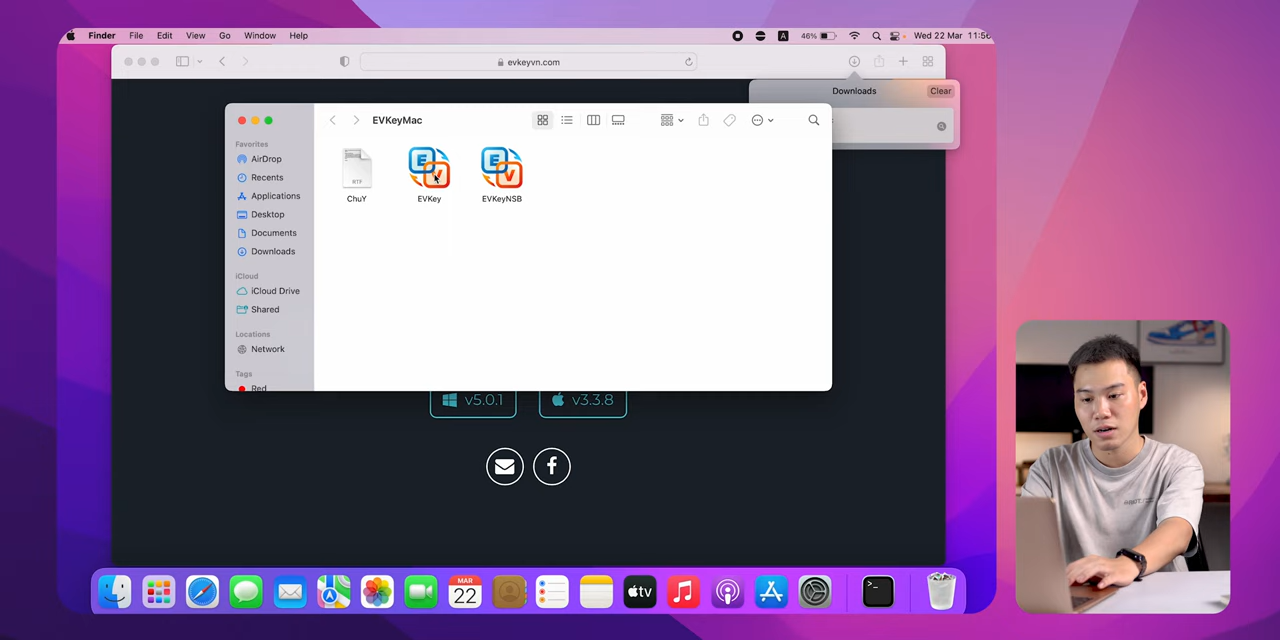 Finder File Edit View Go Window Help A 46% Wed 22 Mar 11:56
evkeyvn.com
Downloads Clear
EVKeyMac
Favorites
AirDrop
Recents
Applications
Desktop
Documents
Downloads
iCloud
iCloud Drive
Shared
Locations
Network
Tags
Red
RTF
ChuY
E V
EVKey
E V
EVKeyNSB
v5.0.1
v3.3.8
MAR
22
tv
>_